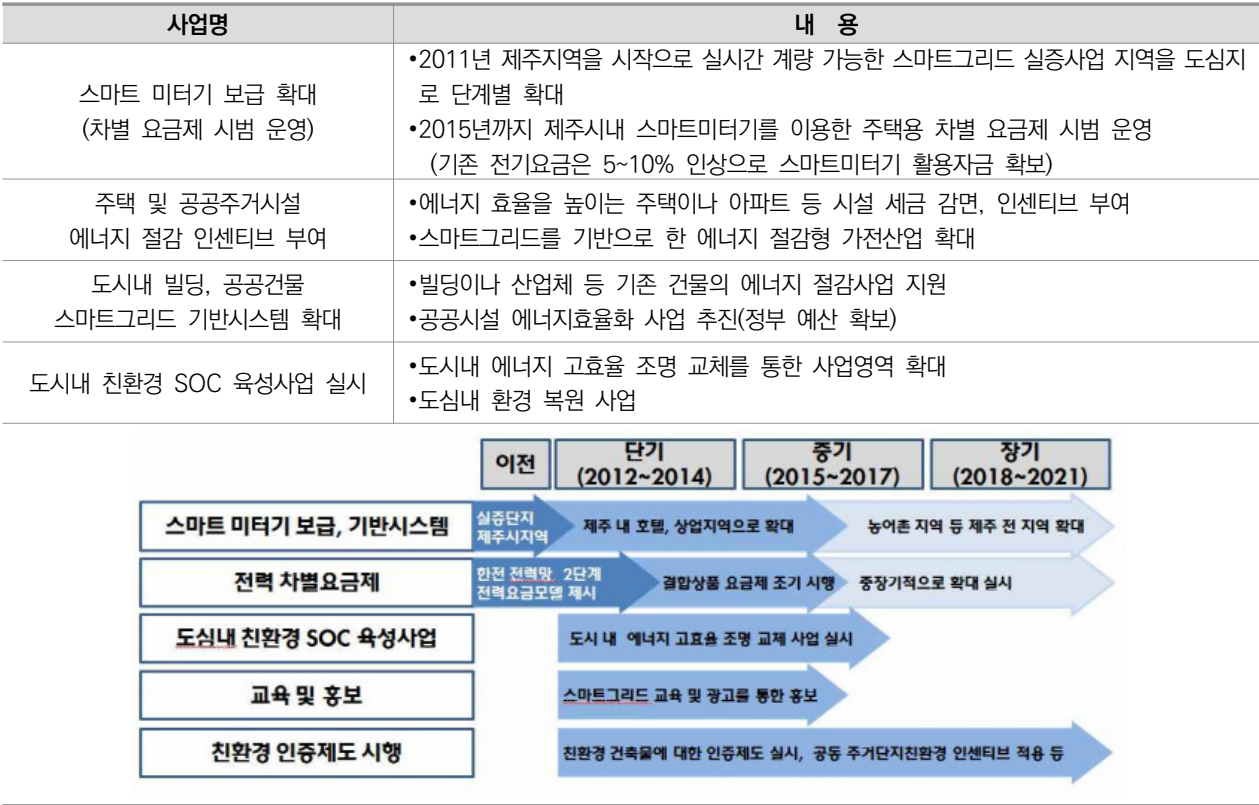 사업명
내 용
스마트 미터기 보급 확대
(차별 요금제 시범 운영)
•2011년 제주지역을 시작으로 실시간 계량 가능한 스마트그리드 실증사업 지역을 도심지
로 단계별 확대
•2015년까지 제주시내 스마트미터기를 이용한 주택용 차별 요금제 시범 운영
(기존 전기요금은 5~10% 인상으로 스마트미터기 활용자금 확보)
주택 및 공공주거시설
에너지 절감 인센티브 부여
•에너지 효율을 높이는 주택이나 아파트 등 시설 세금 감면, 인센티브 부여
•스마트그리드를 기반으로 한 에너지 절감형 가전산업 확대
도시내 빌딩, 공공건물
스마트그리드 기반시스템 확대
•빌딩이나 산업체 등 기존 건물의 에너지 절감사업 지원
•공공시설 에너지효율화 사업 추진(정부 예산 확보)
도시내 친환경 SOC 육성사업 실시
•도시내 에너지 고효율 조명 교체를 통한 사업영역 확대
•도심내 환경 복원 사업
이전
단기
(2012~2014)
중기
(2015~2017)
장기
(2018~2021)
스마트 미터기 보급, 기반시스템
실증단지
제주시지역
제주 내 호텔, 상업지역으로 확대
농어촌 지역 등 제주 전 지역 확대
전력 차별요금제
한전 전력망 2단계
전력요금모델 제시
결합상품 요금제 조기 시행
중장기적으로 확대 실시
도심내 친환경 SOC 육성사업
도시 내 에너지 고효율 조명 교체 사업 실시
교육 및 홍보
스마트그리드 교육 및 광고를 통한 홍보
친환경 인증제도 시행
친환경 건축물에 대한 인증제도 실시, 공동 주거단지친환경 인센티브 적용 등